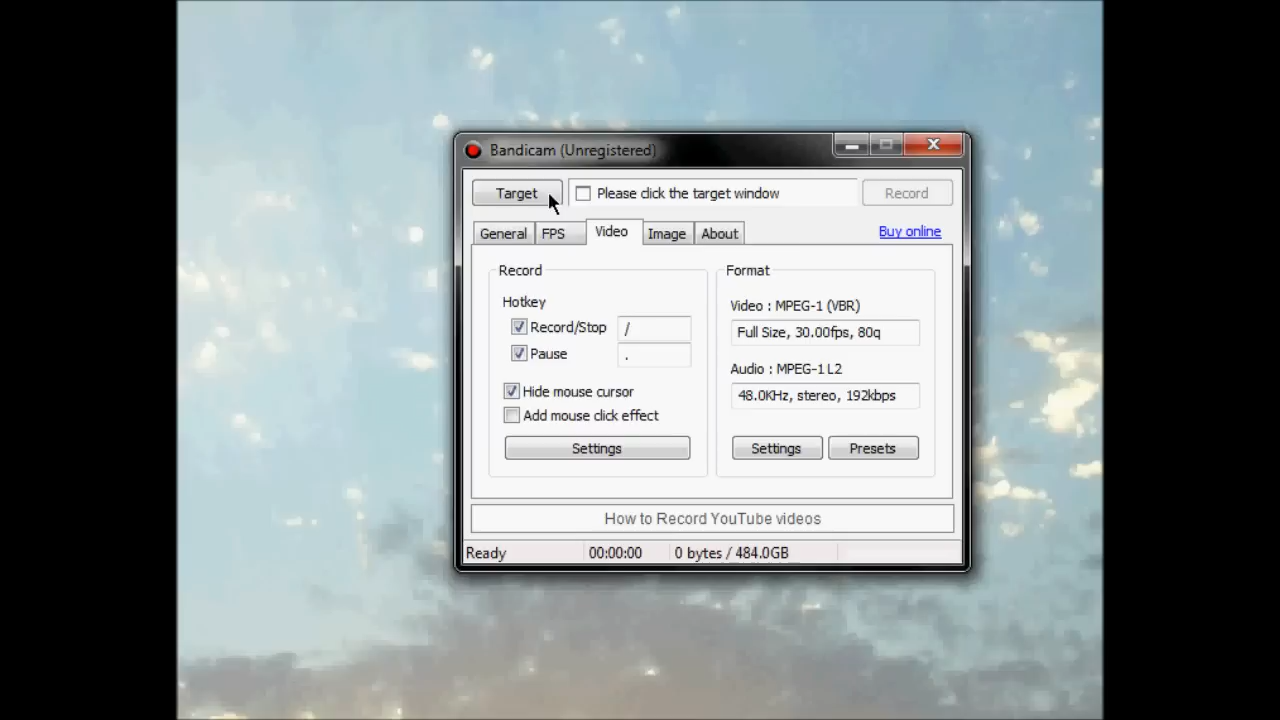 Bandicam (Unregistered)
Target
Please click the target window
Record
General
FPS
Video
Image
About
Buy online
Record
Hotkey
Record/Stop
/
Pause
.
Hide mouse cursor
Add mouse click effect
Settings
Format
Video : MPEG-1 (VBR)
Full Size, 30.00fps, 80q
Audio : MPEG-1 L2
48.0KHz, stereo, 192kbps
Settings
Presets
How to Record YouTube videos
Ready
00:00:00
0 bytes / 484.0GB